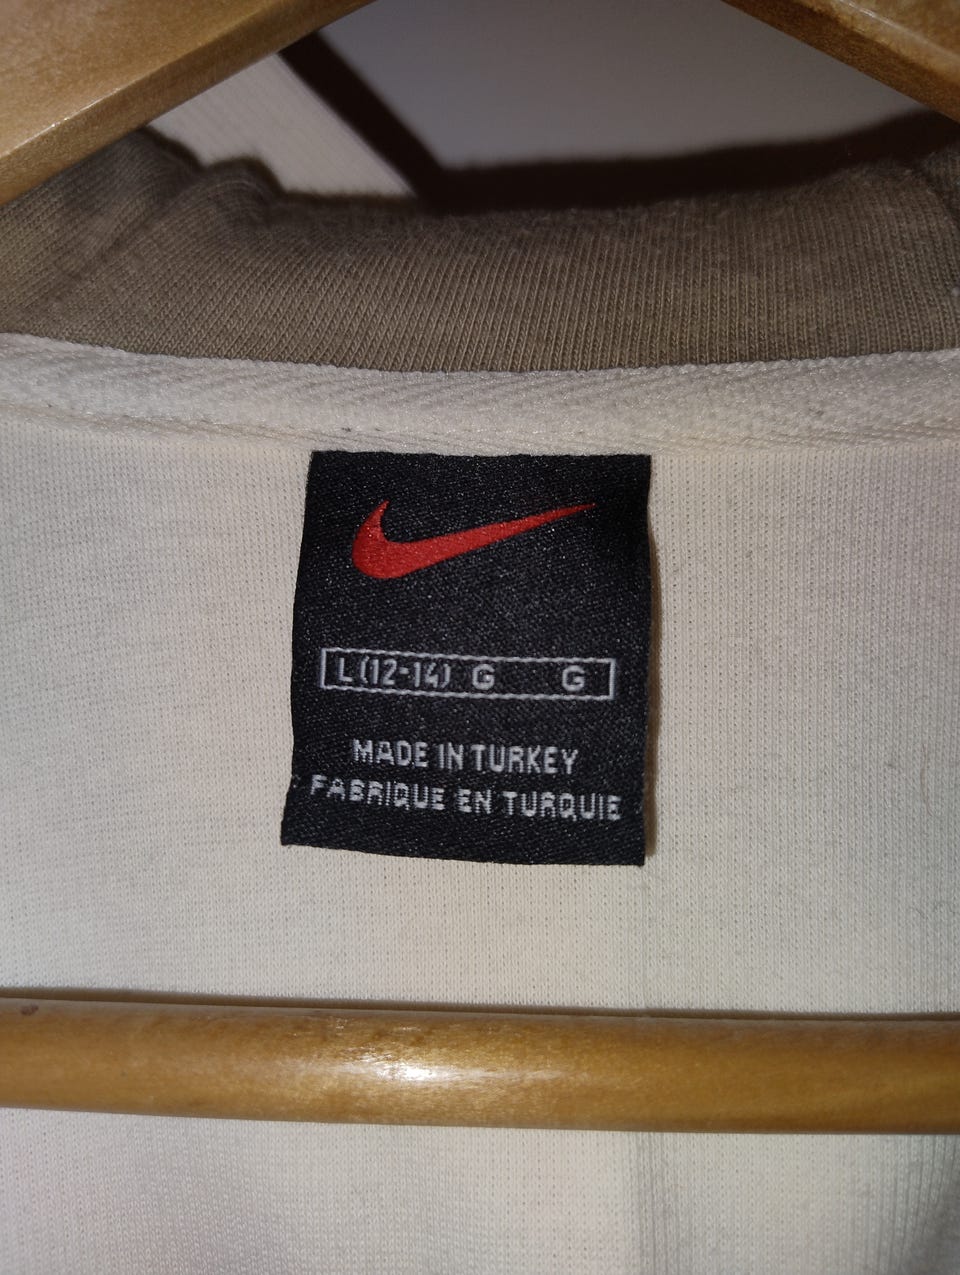 L (12-14) G G
MADE IN TURKEY
FABRIQUE EN TURQUIE